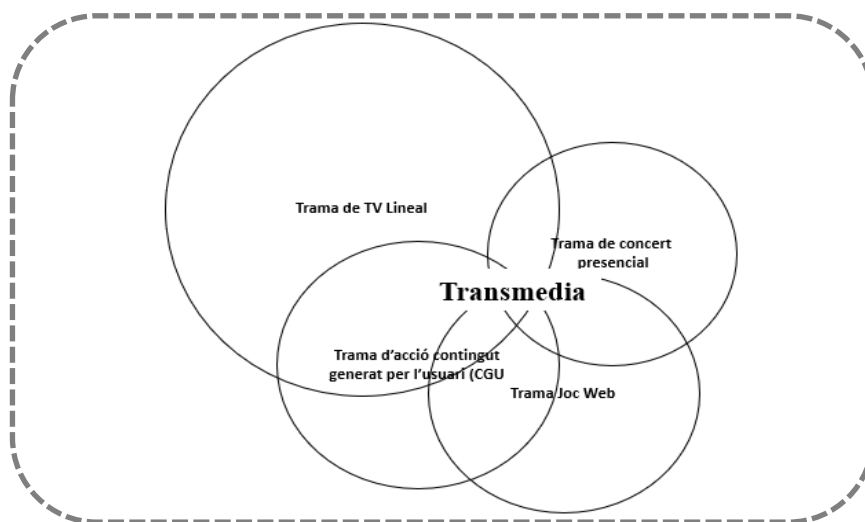 Trama de TV Lineal
Trama de concert
presencial
Transmedia
Trama d'acció contingut
generat per l'usuari (CGU
Trama Joc Web